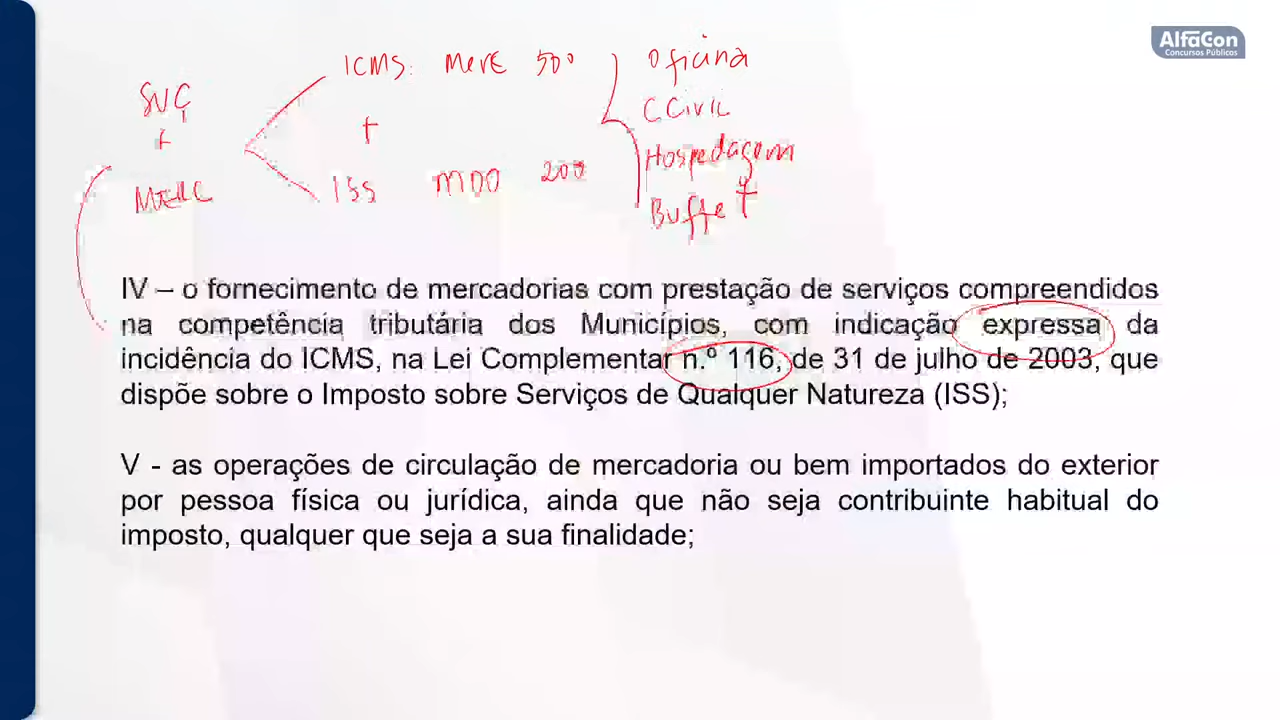 AlfaCon
Concursos Públicos
ICMS: Merc 500
Oficina
SVÇ
+
MERC
+
C Civil
ISS MDO 200
Hospedagem
Buffet
IV – o fornecimento de mercadorias com prestação de serviços compreendidos
na competência tributária dos Municípios, com indicação expressa da
incidência do ICMS, na Lei Complementar n.º 116, de 31 de julho de 2003, que
dispõe sobre o Imposto sobre Serviços de Qualquer Natureza (ISS);
V - as operações de circulação de mercadoria ou bem importados do exterior
por pessoa física ou jurídica, ainda que não seja contribuinte habitual do
imposto, qualquer que seja a sua finalidade;